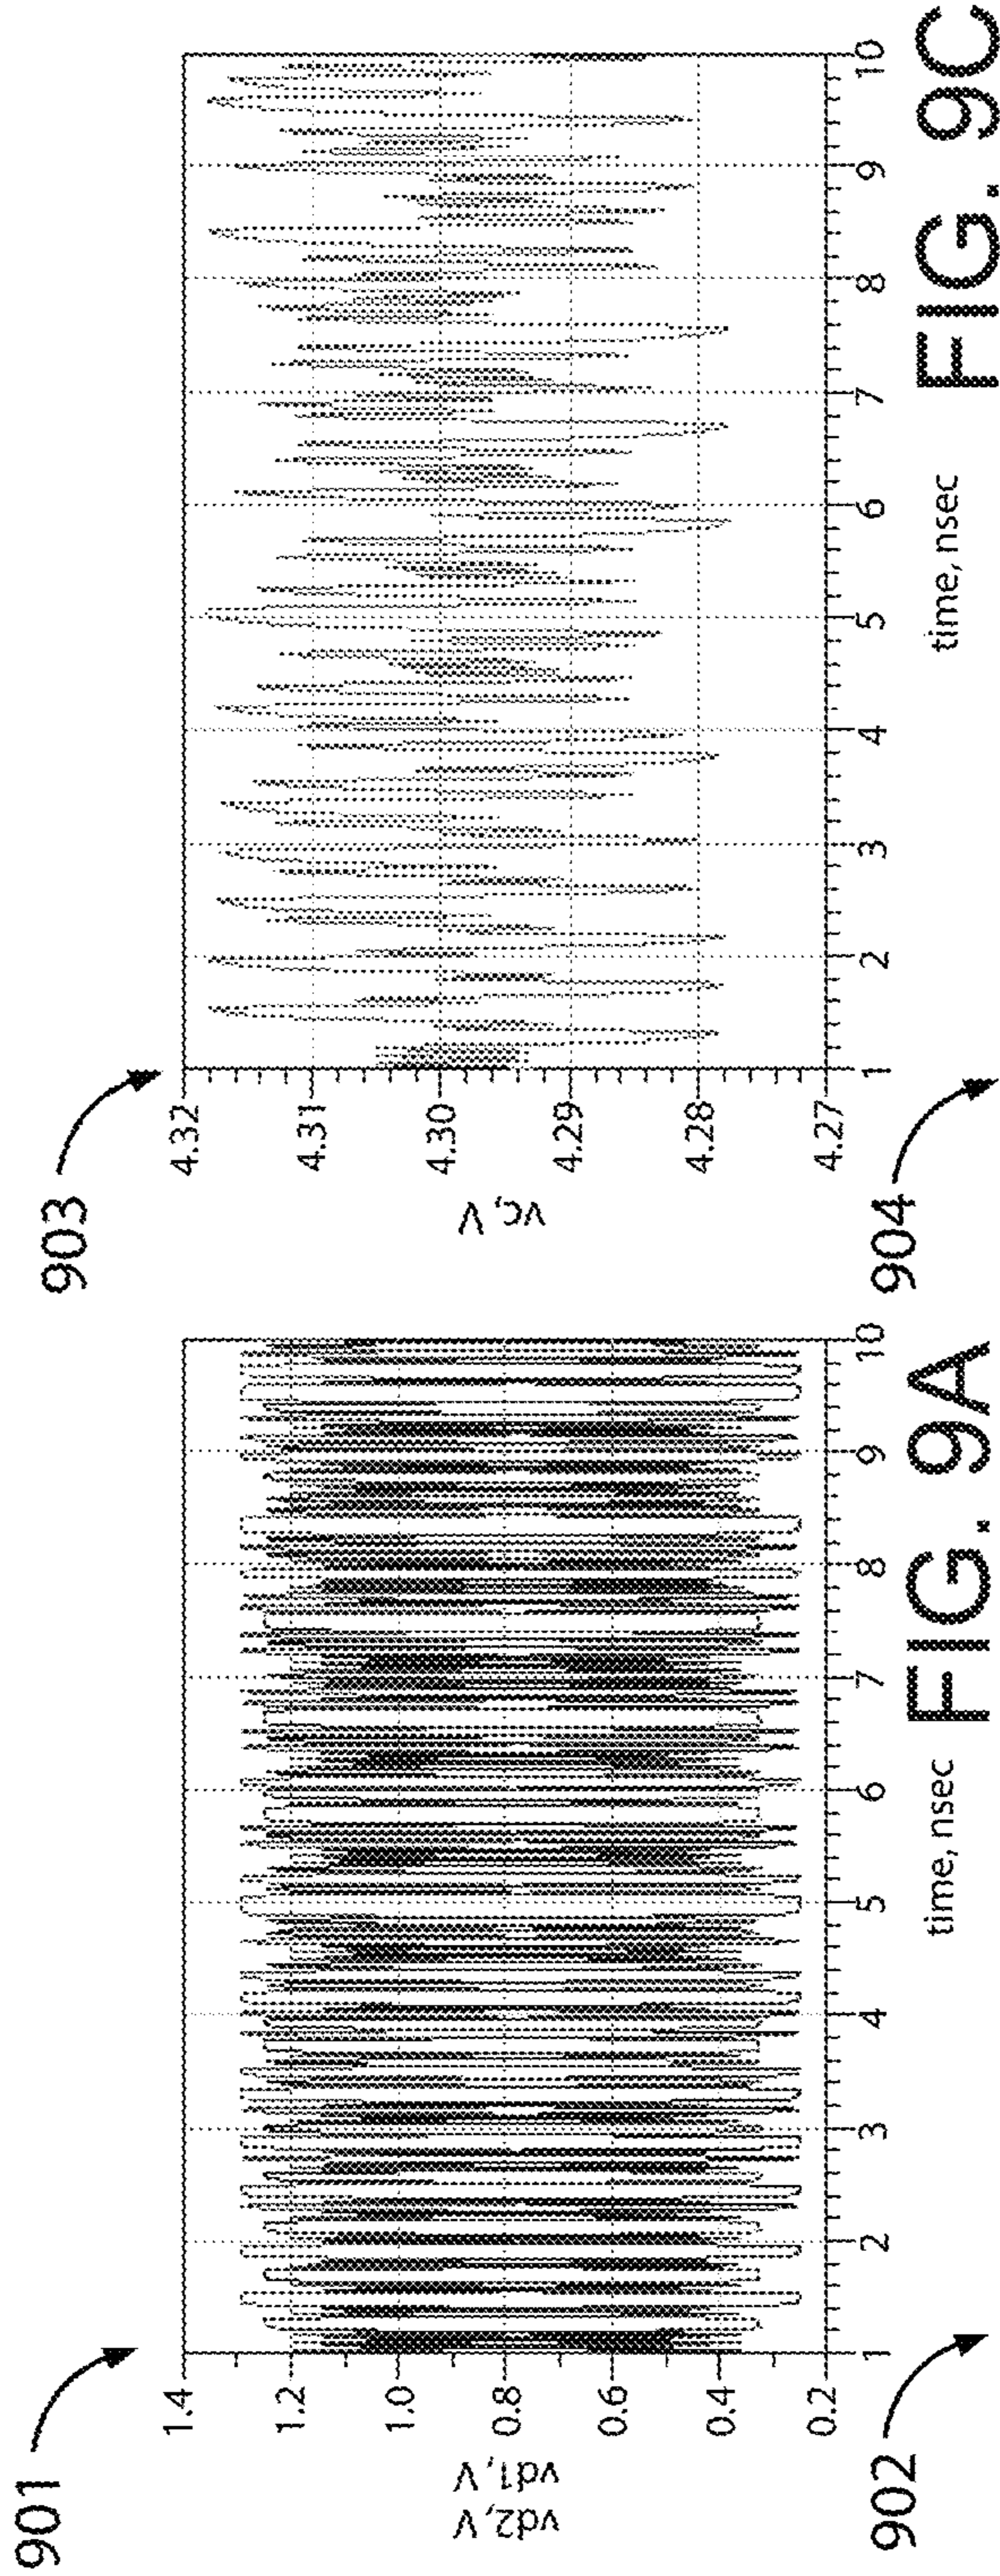 901
vd2, V
vd1, V
1.4
1.2
1.0
0.8
0.6
0.4
0.2
1 2 3 4 5 6 7 8 9 10
time, nsec
FIG. 9A
902
903
vc, V
4.32
4.31
4.30
4.29
4.28
4.27
1 2 3 4 5 6 7 8 9 10
time, nsec
FIG. 9C
904